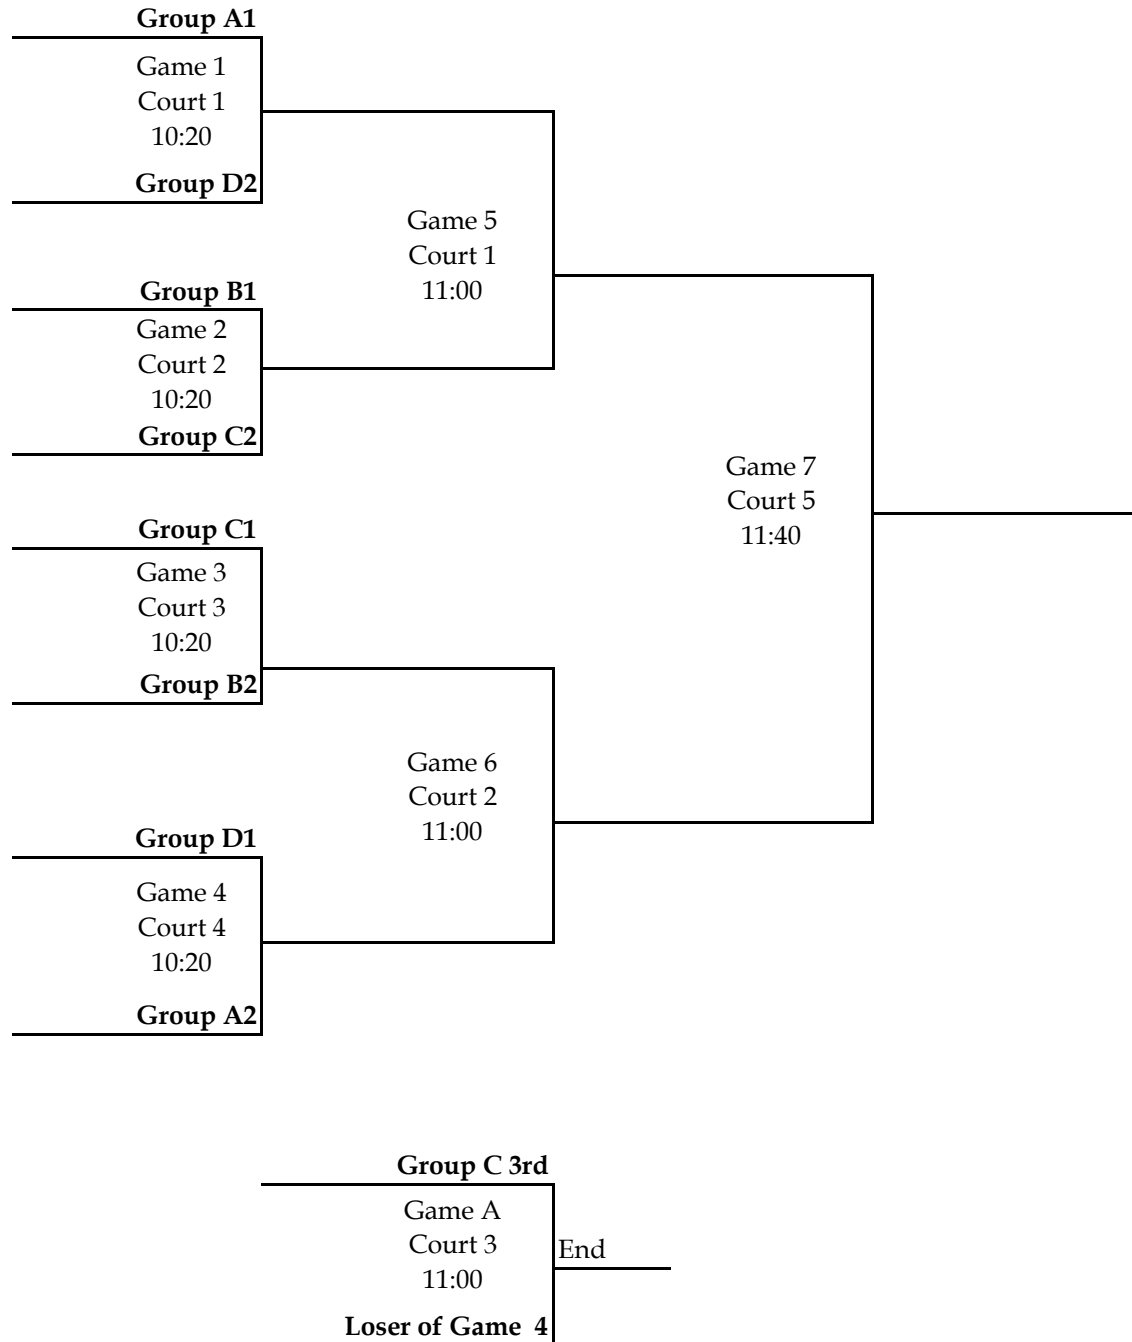 Group A1
Game 1
Court 1
10:20
Group D2
Game 5
Court 1
11:00
Group B1
Game 2
Court 2
10:20
Group C2
Game 7
Court 5
11:40
Group C1
Game 3
Court 3
10:20
Group B2
Game 6
Court 2
11:00
Group D1
Game 4
Court 4
10:20
Group A2
Group C 3rd
Game A
Court 3
11:00
End
Loser of Game 4